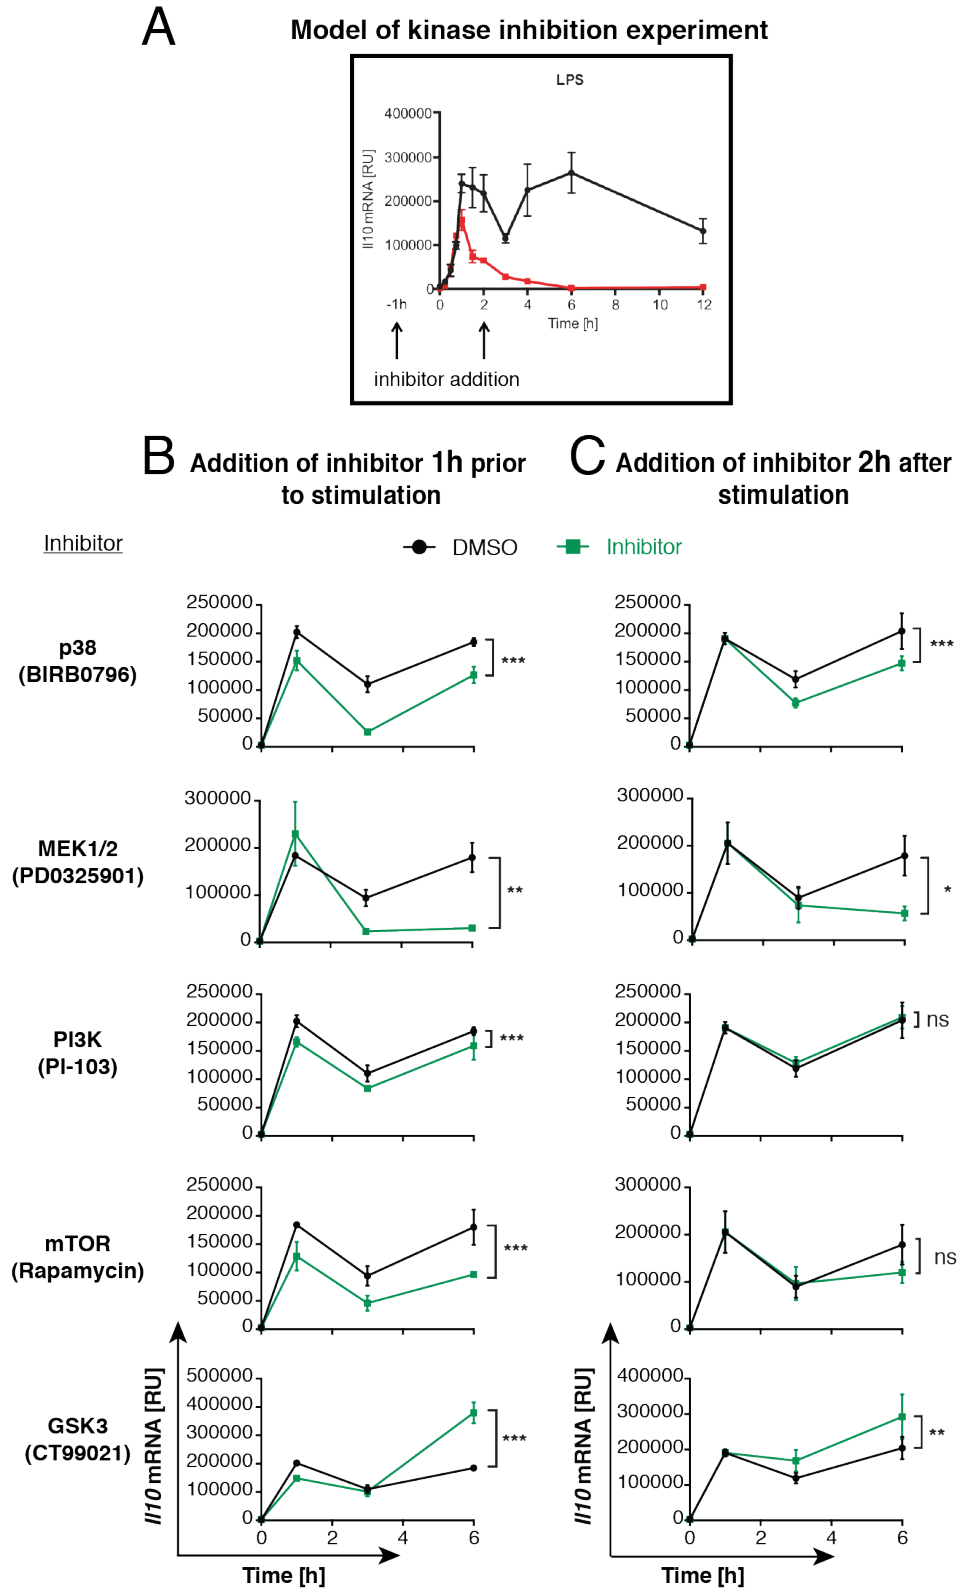 A
Model of kinase inhibition experiment
LPS
Il10 mRNA [RU]
400000
300000
200000
100000
0
-1h 0 2 4 6 8 10 12
Time [h]
inhibitor addition
B
Addition of inhibitor 1h prior
to stimulation
C
Addition of inhibitor 2h after
stimulation
Inhibitor
DMSO
Inhibitor
p38
(BIRB0796)
250000
200000
150000
100000
50000
0
***
250000
200000
150000
100000
50000
0
***
MEK1/2
(PD0325901)
300000
200000
100000
0
**
300000
200000
100000
0
*
PI3K
(PI-103)
250000
200000
150000
100000
50000
0
***
250000
200000
150000
100000
50000
0
ns
mTOR
(Rapamycin)
250000
200000
150000
100000
50000
0
***
300000
200000
100000
0
ns
GSK3
(CT99021)
Il10 mRNA [RU]
500000
400000
300000
200000
100000
0
***
0 2 4 6
Time [h]
Il10 mRNA [RU]
400000
300000
200000
100000
0
**
0 2 4 6
Time [h]